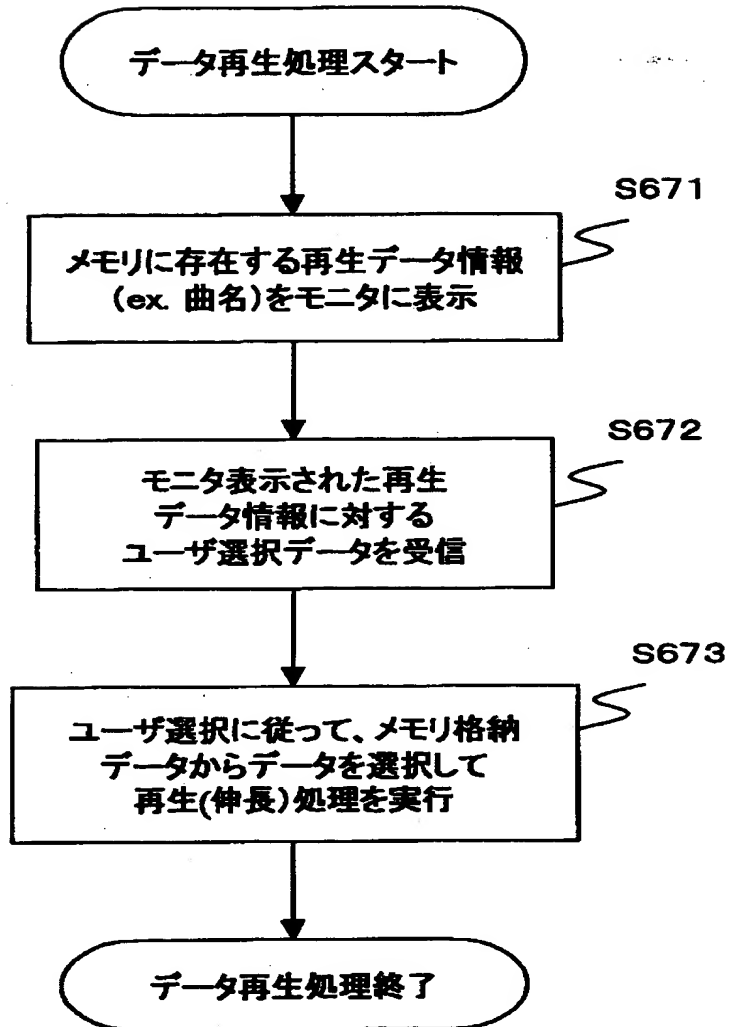 データ再生処理スタート
S671
メモリに存在する再生データ情報
(ex. 曲名)をモニタに表示
S672
モニタ表示された再生
データ情報に対する
ユーザ選択データを受信
S673
ユーザ選択に従って、メモリ格納
データからデータを選択して
再生(伸長)処理を実行
データ再生処理終了